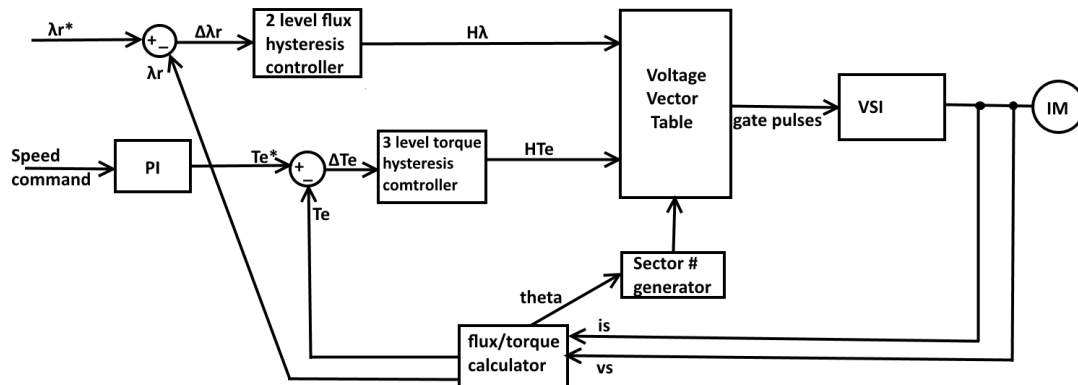 λr*
+
−
Δλr
λr
2 level flux
hysteresis
controller
Hλ
Voltage
Vector
Table
gate pulses
VSI
IM
Speed
command
PI
Te*
+
−
ΔTe
Te
3 level torque
hysteresis
comtroller
HTe
Sector #
generator
theta
flux/torque
calculator
is
vs